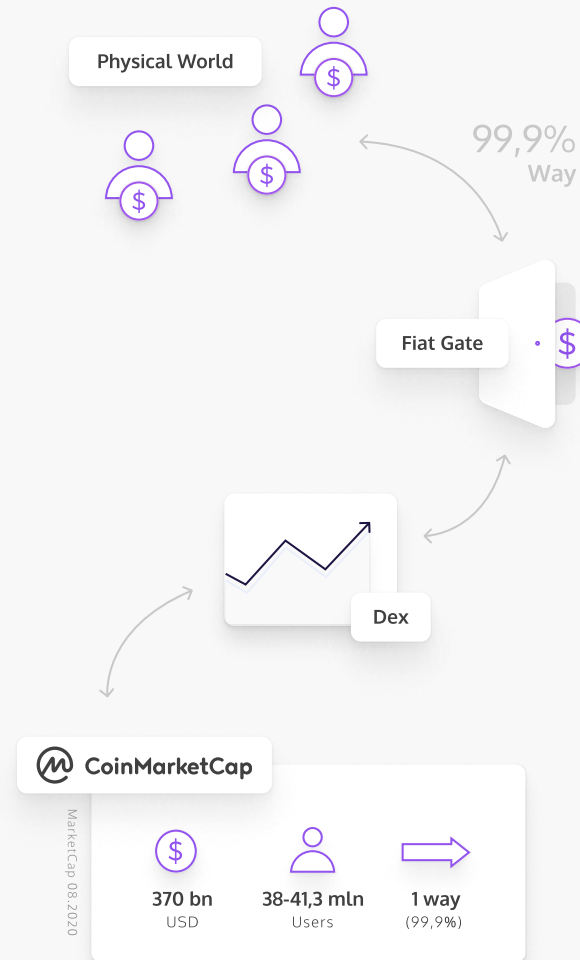 Physical World
$
$
$
99,9%
Way
Fiat Gate
$
Dex
CoinMarketCap
MarketCap 08.2020
$
370 bn
USD
38-41,3 mln
Users
1 way
(99,9%)